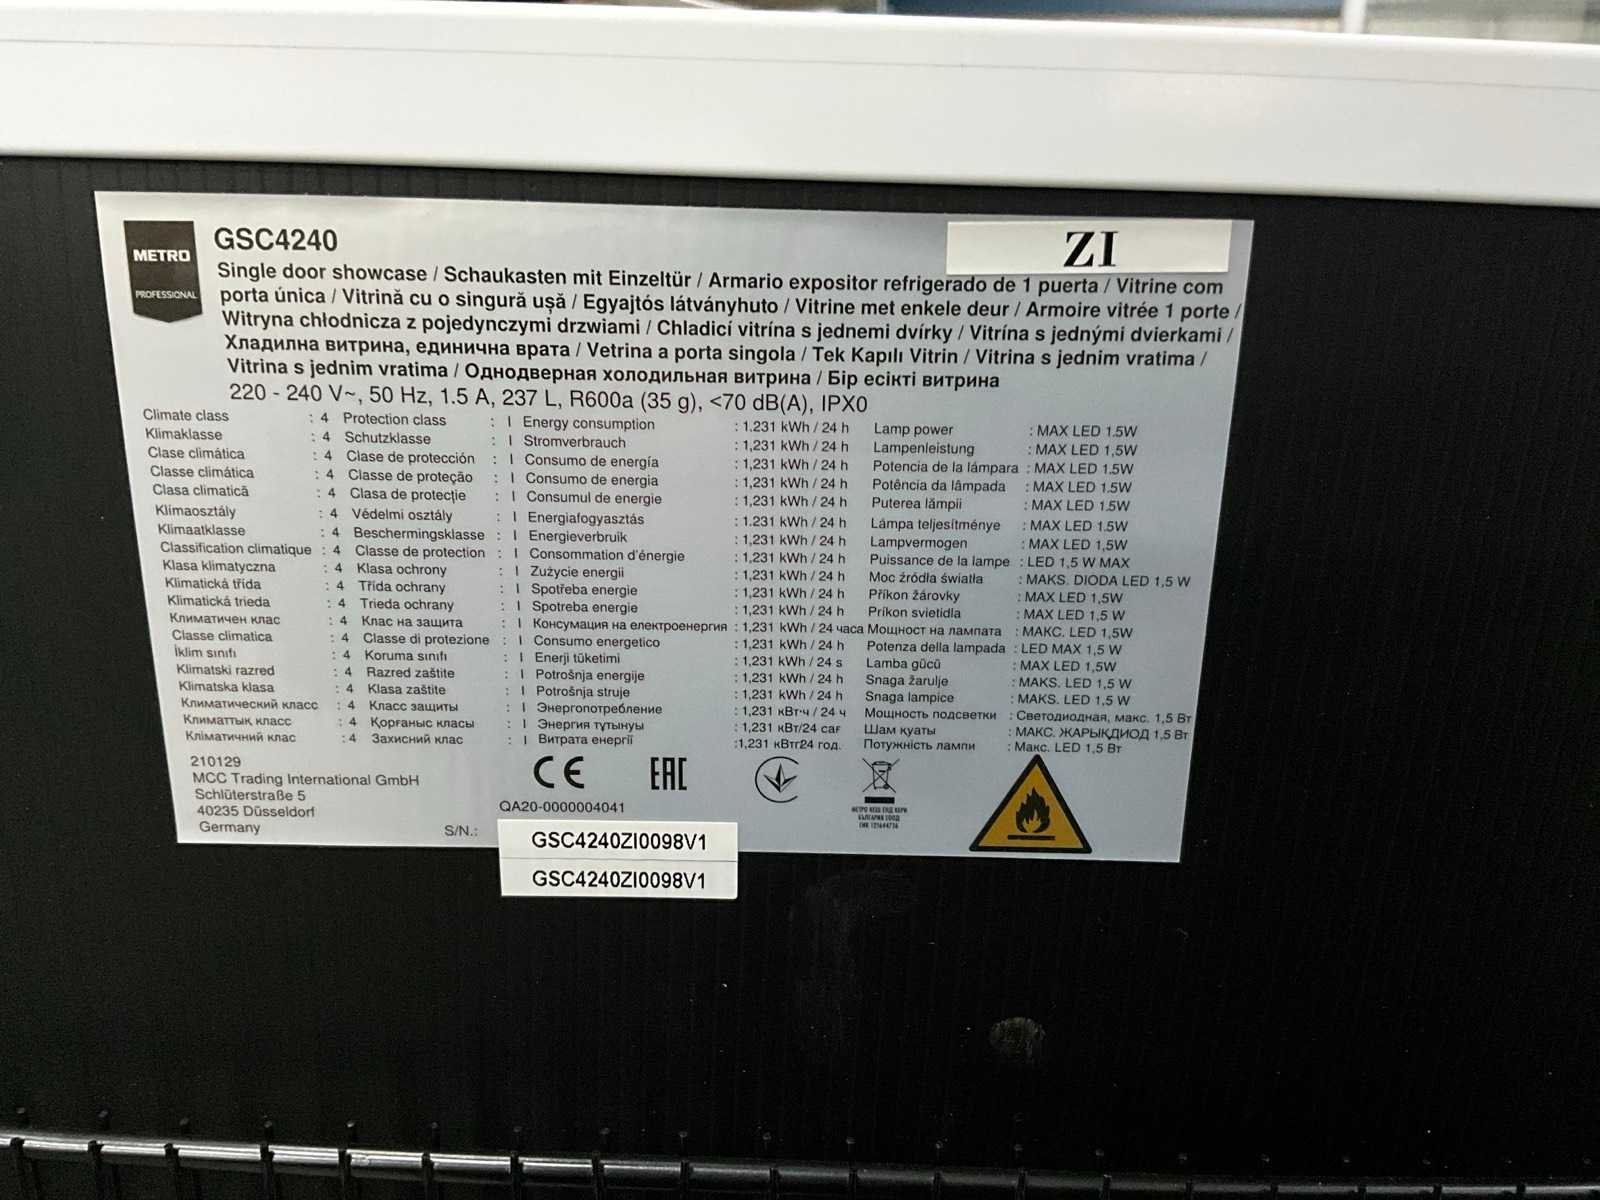 METRO
PROFESSIONAL
GSC4240
ZI
Single door showcase / Schaukasten mit Einzeltür / Armario expositor refrigerado de 1 puerta / Vitrine com
porta única / Vitrină cu o singură ușă / Egyajtós látványhuto / Vitrine met enkele deur / Armoire vitrée 1 porte /
Witryna chłodnicza z pojedynczymi drzwiami / Chladicí vitrína s jednemi dvírky / Vitrína s jednými dvierkami /
Хладилна витрина, единична врата / Vetrina a porta singola / Tek Kapılı Vitrin / Vitrina s jednim vratima /
Vitrina s jednim vratima / Однодверная холодильная витрина / Бір есікті витрина
220 - 240 V~, 50 Hz, 1.5 A, 237 L, R600a (35 g), <70 dB(A), IPX0
Climate class : 4 Protection class : I Energy consumption : 1.231 kWh / 24 h Lamp power : MAX LED 1.5W
Klimaklasse : 4 Schutzklasse : I Stromverbrauch : 1,231 kWh / 24 h Lampenleistung : MAX LED 1,5W
Clase climática : 4 Clase de protección : I Consumo de energía : 1,231 kWh / 24 h Potencia de la lámpara : MAX LED 1.5W
Classe climática : 4 Classe de proteção : I Consumo de energia : 1,231 kWh / 24 h Potência da lâmpada : MAX LED 1.5W
Clasa climatică : 4 Clasa de protecție : I Consumul de energie : 1,231 kWh / 24 h Puterea lămpii : MAX LED 1.5W
Klímaosztály : 4 Védelmi osztály : I Energiafogyasztás : 1.231 kWh / 24 h Lámpa teljesítménye : MAX LED 1.5W
Klimaatklasse : 4 Beschermingsklasse : I Energieverbruik : 1,231 kWh / 24 h Lampvermogen : MAX LED 1,5W
Classification climatique : 4 Classe de protection : I Consommation d'énergie : 1,231 kWh / 24 h Puissance de la lampe : LED 1,5 W MAX
Klasa klimatyczna : 4 Klasa ochrony : I Zużycie energii : 1,231 kWh / 24 h Moc źródła światła : MAKS. DIODA LED 1,5 W
Klimatická třída : 4 Třída ochrany : I Spotřeba energie : 1,231 kWh / 24 h Příkon žárovky : MAX LED 1,5W
Klimatická trieda : 4 Trieda ochrany : I Spotreba energie : 1,231 kWh / 24 h Príkon svietidla : MAX LED 1,5 W
Климатичен клас : 4 Клас на защита : I Консумация на електроенергия : 1,231 kWh / 24 часа Мощност на лампата : МАКС. LED 1,5W
Classe climatica : 4 Classe di protezione : I Consumo energetico : 1,231 kWh / 24 h Potenza della lampada : LED MAX 1,5 W
İklim sınıfı : 4 Koruma sınıfı : I Enerji tüketimi : 1,231 kWh / 24 s Lamba gücü : MAX LED 1,5W
Klimatski razred : 4 Razred zaštite : I Potrošnja energije : 1,231 kWh / 24 h Snaga žarulje : MAKS. LED 1,5 W
Klimatska klasa : 4 Klasa zaštite : I Potrošnja struje : 1,231 kWh / 24 h Snaga lampice : MAKS. LED 1,5 W
Климатический класс : 4 Класс защиты : I Энергопотребление : 1,231 кВт·ч / 24 ч Мощность подсветки : Светодиодная, макс. 1,5 Вт
Климаттық класс : 4 Қорғаныс класы : I Энергия тұтынуы : 1,231 кВт/24 сағ Шам қуаты : МАКС. ЖАРЫҚДИОД 1,5 Вт
Кліматичний клас : 4 Захисний клас : I Витрата енергії :1,231 кВтг24 год. Потужність лампи : Макс. LED 1,5 Вт
210129
MCC Trading International GmbH
Schlüterstraße 5
40235 Düsseldorf
Germany
CE
EAC
QA20-0000004041
МЕТРО КЕШ ЕНД КЕРИ
БЪЛГАРИЯ ЕООД
ЕИК 121644736
S/N.:
GSC4240ZI0098V1
GSC4240ZI0098V1